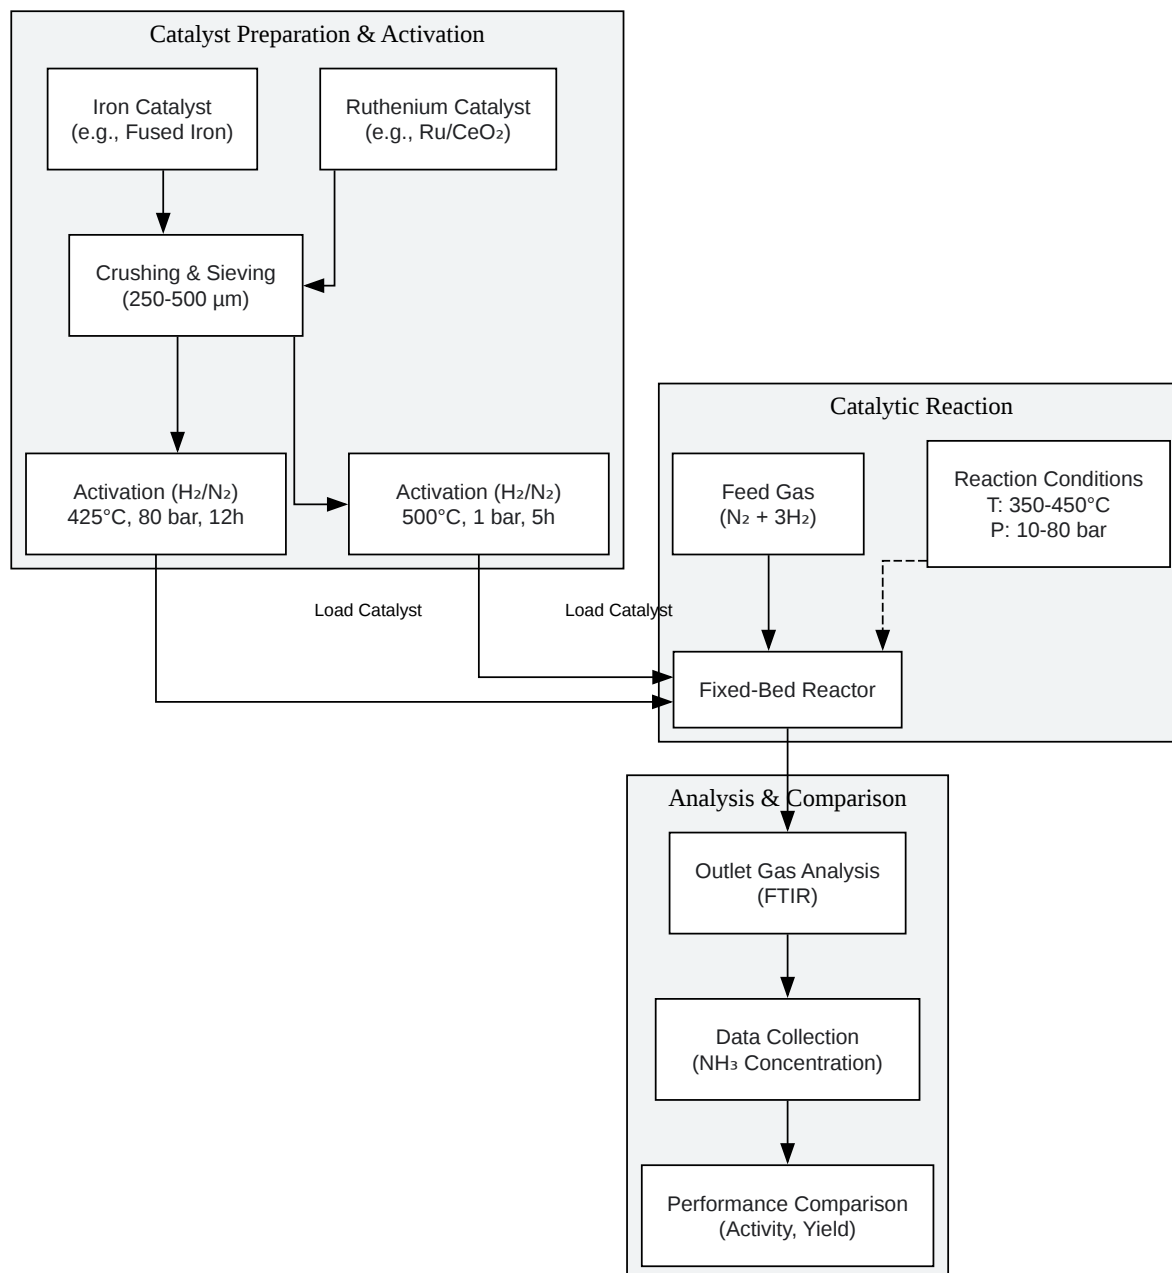 Catalyst Preparation & Activation
Iron Catalyst
(e.g., Fused Iron)
Ruthenium Catalyst
(e.g., Ru/CeO₂)
Crushing & Sieving
(250-500 µm)
Activation (H₂/N₂)
425°C, 80 bar, 12h
Activation (H₂/N₂)
500°C, 1 bar, 5h
Load Catalyst
Load Catalyst
Catalytic Reaction
Feed Gas
(N₂ + 3H₂)
Reaction Conditions
T: 350-450°C
P: 10-80 bar
Fixed-Bed Reactor
Analysis & Comparison
Outlet Gas Analysis
(FTIR)
Data Collection
(NH₃ Concentration)
Performance Comparison
(Activity, Yield)